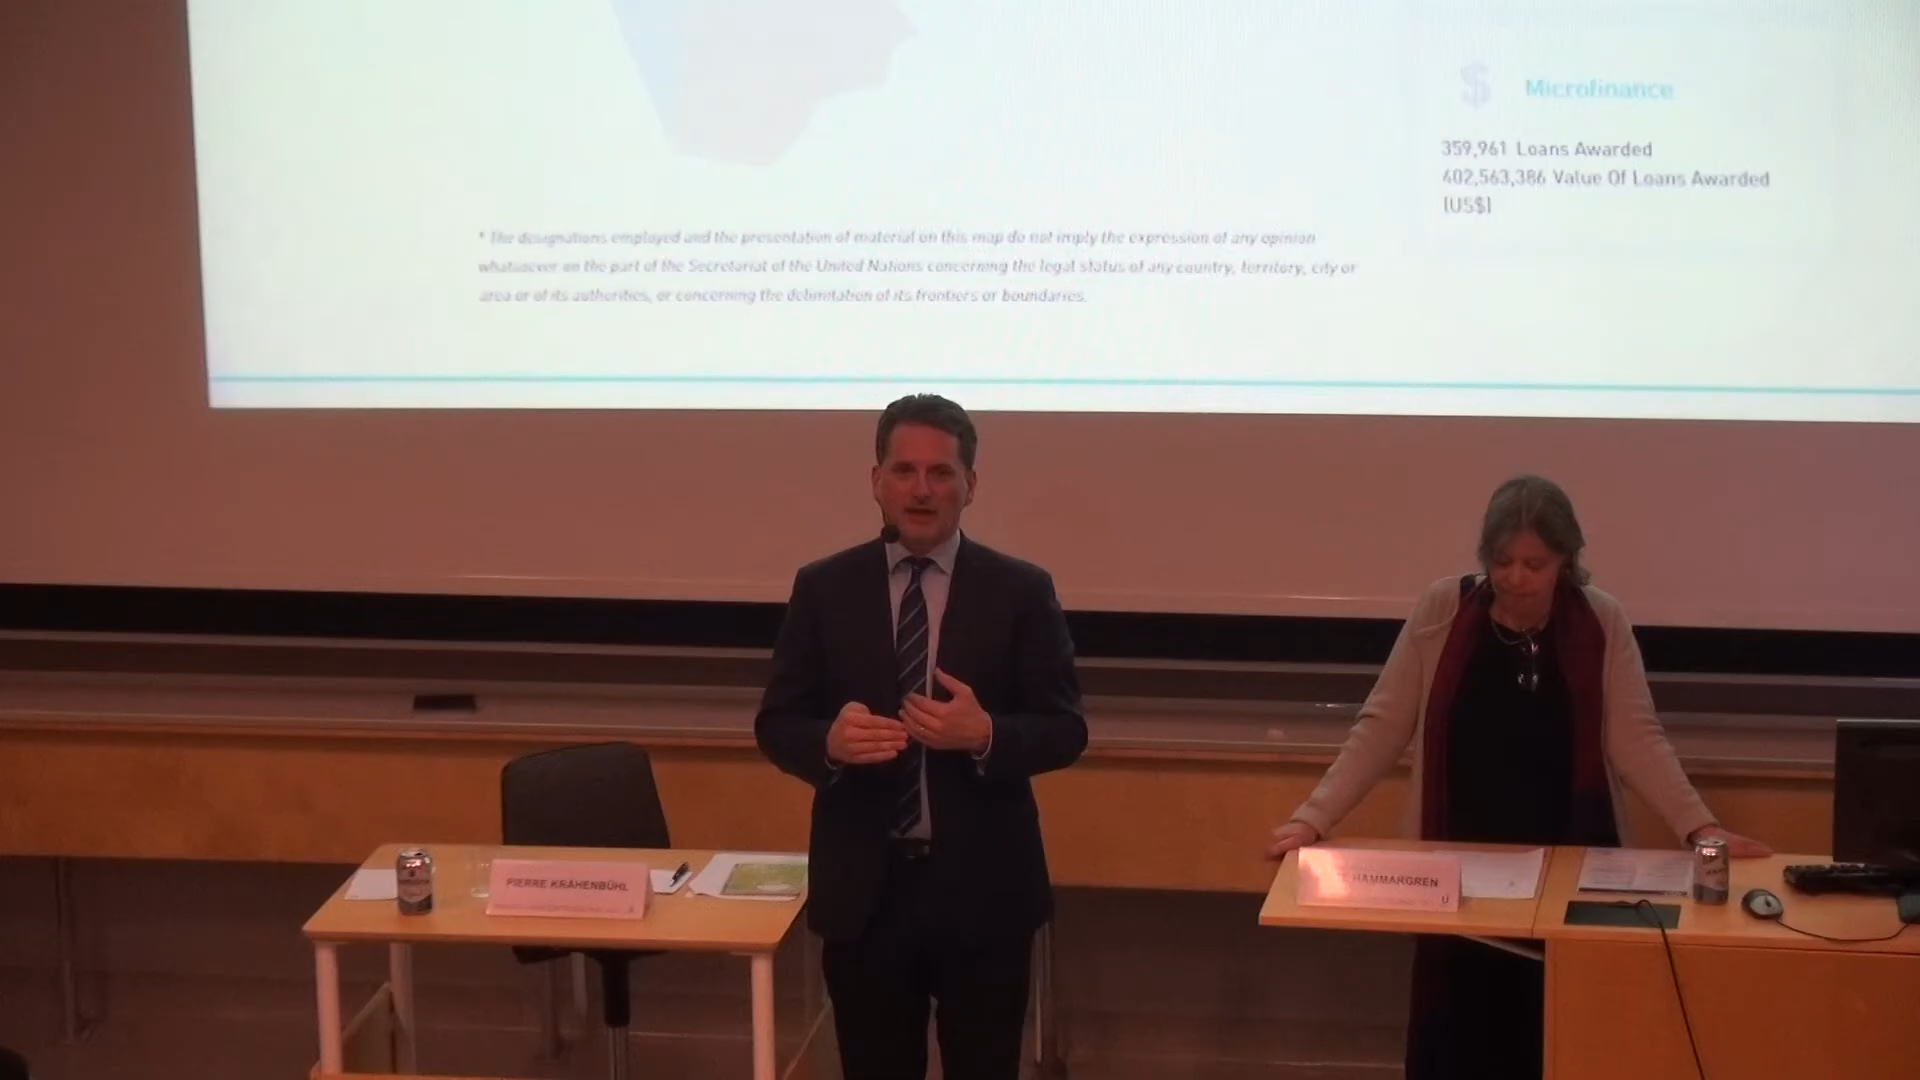 Microfinance
359,961 Loans Awarded
402,563,386 Value Of Loans Awarded
(US$)
* The designations employed and the presentation of material on this map do not imply the expression of any opinion
whatsoever on the part of the Secretariat of the United Nations concerning the legal status of any country, territory, city or
area or of its authorities, or concerning the delimitation of its frontiers or boundaries.
PIERRE KRÄHENBÜHL
HAMMARGREN